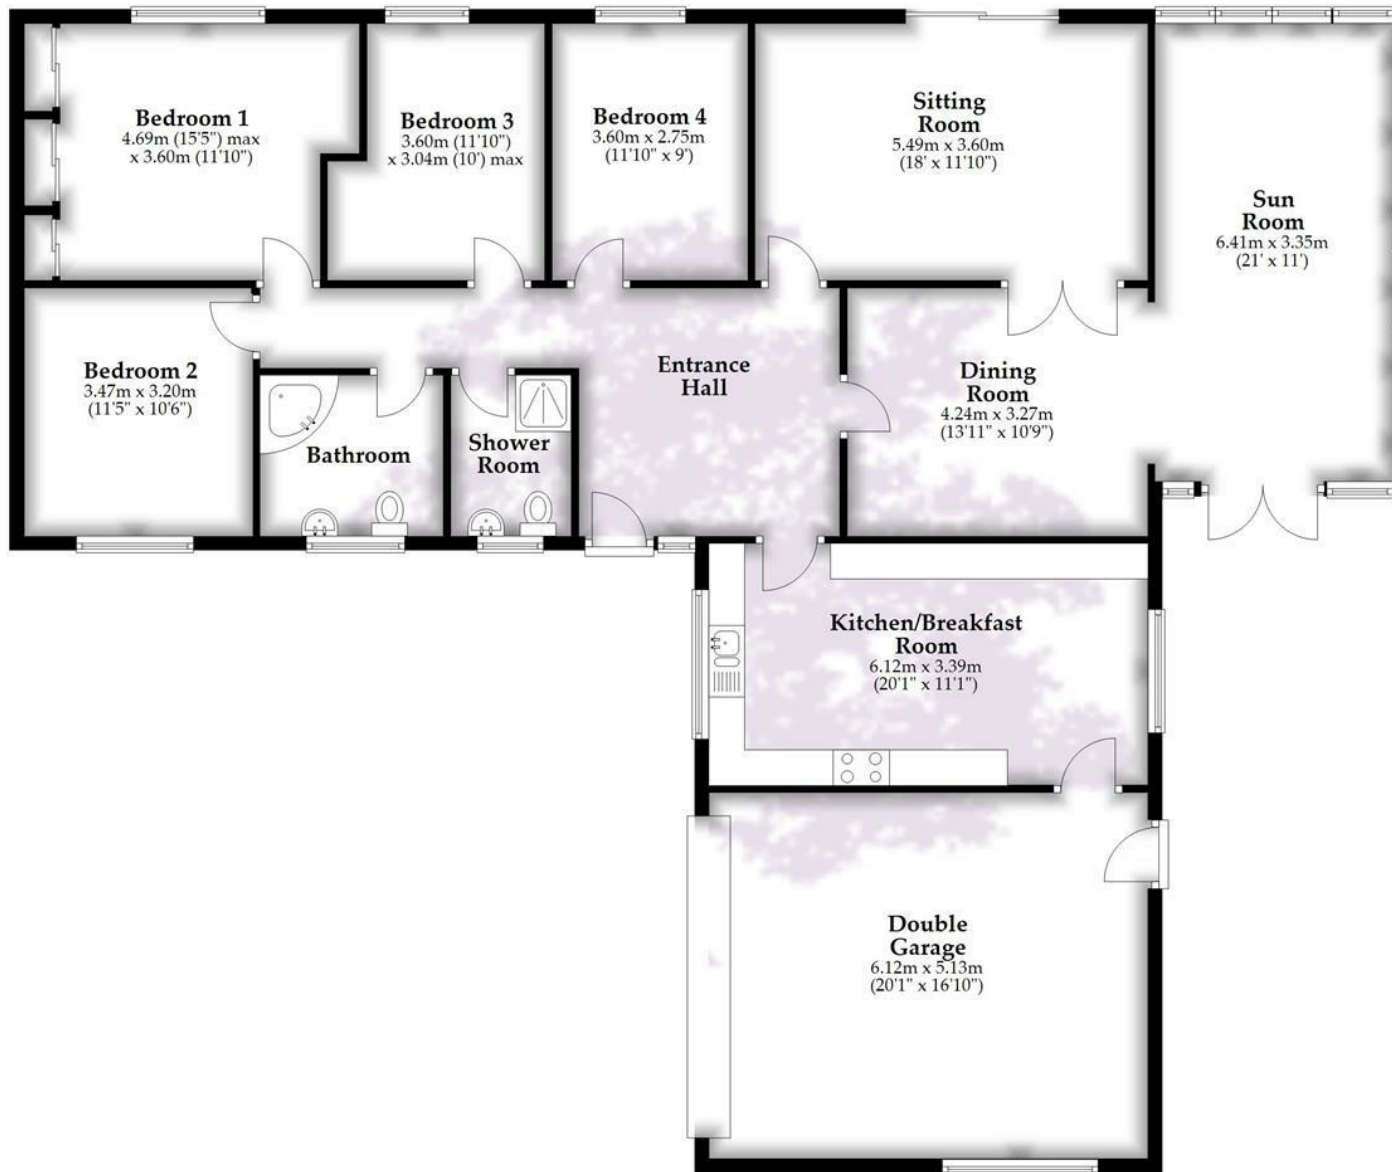 Bedroom 1
4.69m (15'5") max
x 3.60m (11'10")
Bedroom 3
3.60m (11'10")
x 3.04m (10') max
Bedroom 4
3.60m x 2.75m
(11'10" x 9')
Sitting
Room
5.49m x 3.60m
(18' x 11'10")
Sun
Room
6.41m x 3.35m
(21' x 11')
Bedroom 2
3.47m x 3.20m
(11'5" x 10'6")
Bathroom
Shower
Room
Entrance
Hall
Dining
Room
4.24m x 3.27m
(13'11" x 10'9")
Kitchen/Breakfast
Room
6.12m x 3.39m
(20'1" x 11'1")
Double
Garage
6.12m x 5.13m
(20'1" x 16'10")